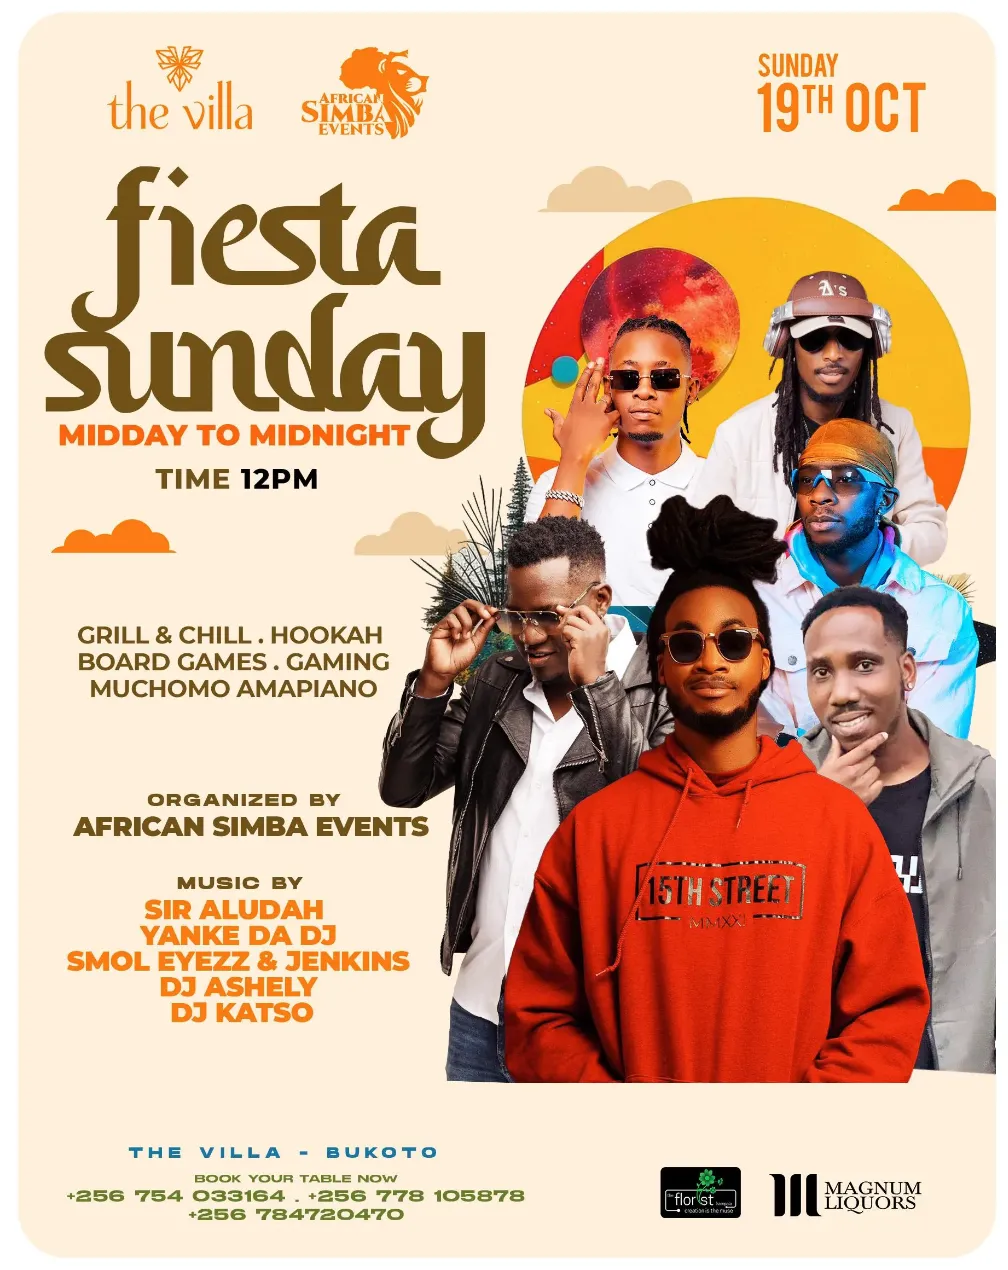 the villa
AFRICAN
SIMBA
EVENTS
SUNDAY
19TH OCT
fiesta
sunday
MIDDAY TO MIDNIGHT
TIME 12PM
A's
GRILL & CHILL . HOOKAH
BOARD GAMES . GAMING
MUCHOMO AMAPIANO
ORGANIZED BY
AFRICAN SIMBA EVENTS
MUSIC BY
SIR ALUDAH
YANKE DA DJ
SMOL EYEZZ & JENKINS
DJ ASHELY
DJ KATSO
15TH STREET
MMXXI
THE VILLA - BUKOTO
BOOK YOUR TABLE NOW
+256 754 033164 . +256 778 105878
+256 784720470
the florist
creation is the muse
MAGNUM
LIQUORS